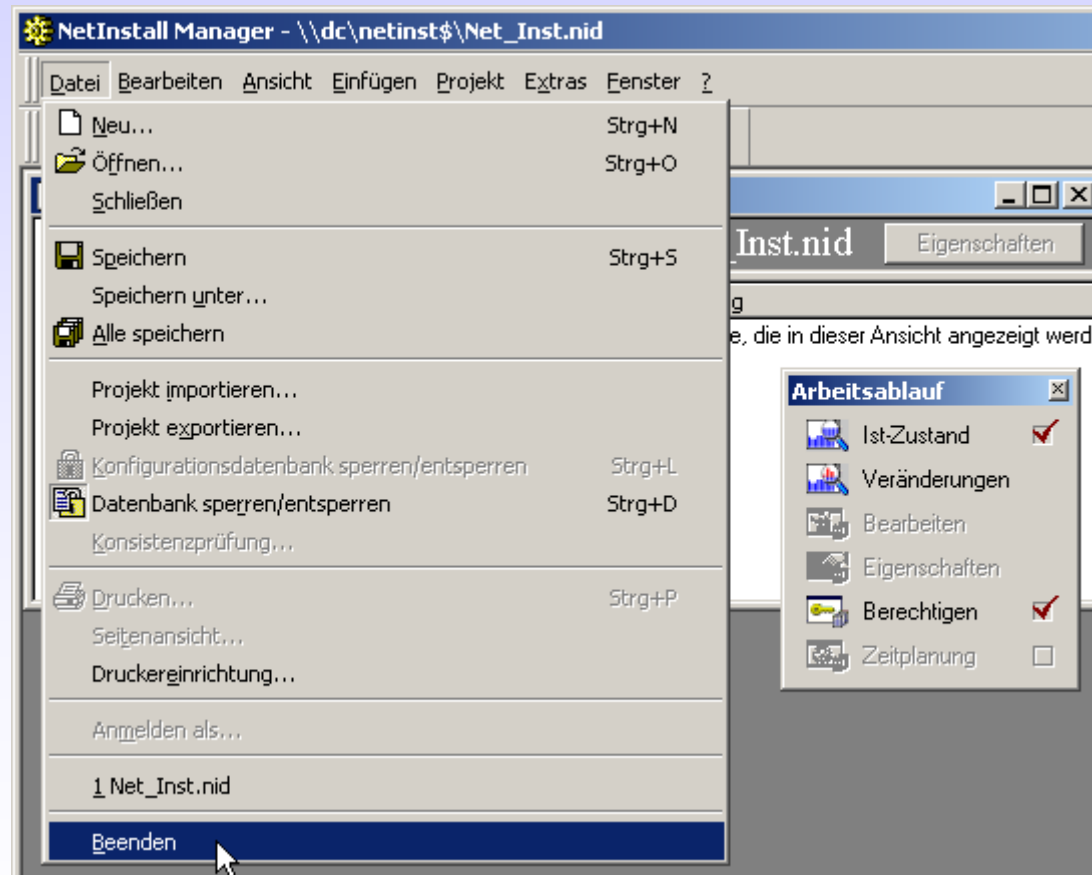 NetInstall Manager - \\dc\netinst$\Net_Inst.nid
Datei Bearbeiten Ansicht Einfügen Projekt Extras Fenster ?
Neu... Strg+N
Öffnen... Strg+O
Schließen
Speichern Strg+S
Speichern unter...
Alle speichern
Projekt importieren...
Projekt exportieren...
Konfigurationsdatenbank sperren/entsperren Strg+L
Datenbank sperren/entsperren Strg+D
Konsistenzprüfung...
Drucken... Strg+P
Seitenansicht...
Druckereinrichtung...
Anmelden als...
1 Net_Inst.nid
Beenden
_Inst.nid Eigenschaften
g
e, die in dieser Ansicht angezeigt werd
Arbeitsablauf
Ist-Zustand
Veränderungen
Bearbeiten
Eigenschaften
Berechtigen
Zeitplanung